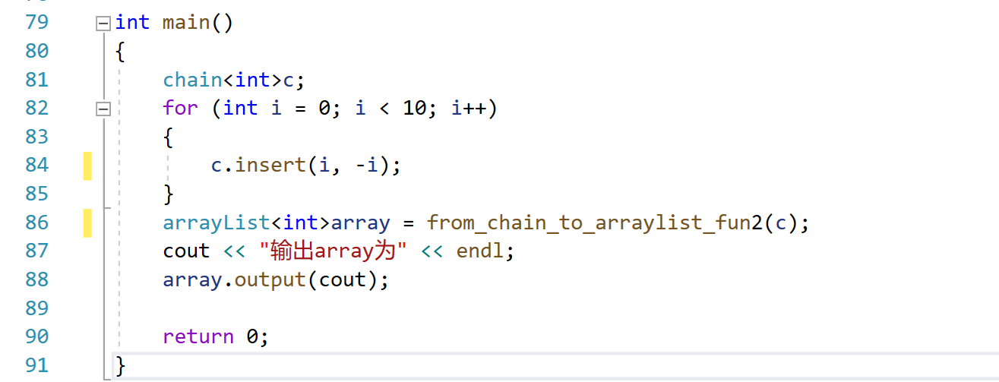 79 int main()
80 {
81 chain<int>c;
82 for (int i = 0; i < 10; i++)
83 {
84 c.insert(i, -i);
85 }
86 arrayList<int>array = from_chain_to_arraylist_fun2(c);
87 cout << "输出array为" << endl;
88 array.output(cout);
89
90 return 0;
91 }